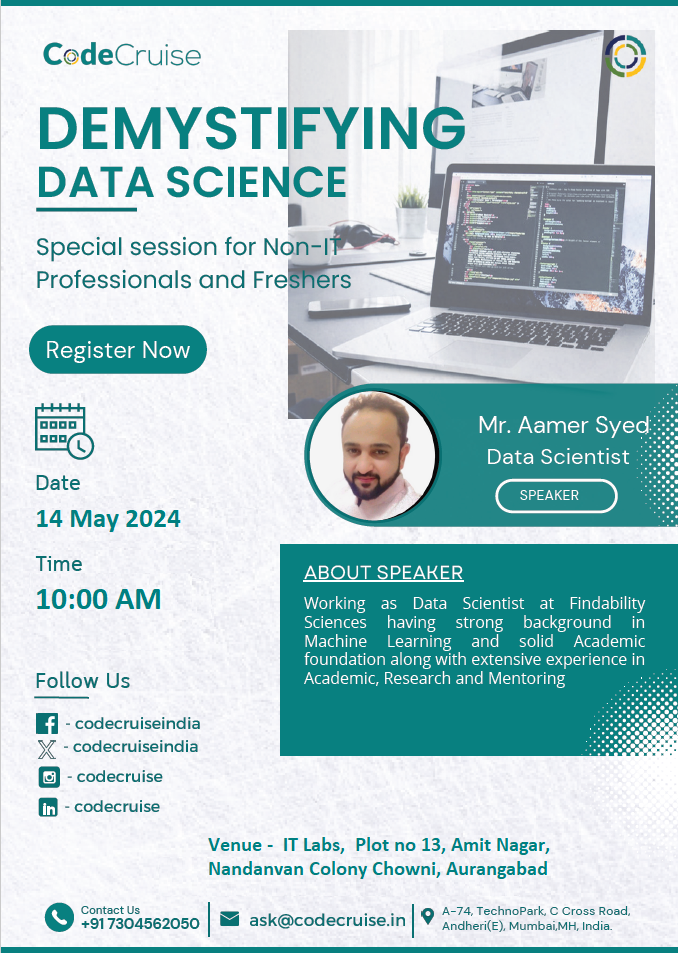 CodeCruise
DEMYSTIFYING
DATA SCIENCE
Special session for Non-IT
Professionals and Freshers
Register Now
Date
14 May 2024
Time
10:00 AM
Mr. Aamer Syed
Data Scientist
SPEAKER
ABOUT SPEAKER
Working as Data Scientist at Findability
Sciences having strong background in
Machine Learning and solid Academic
foundation along with extensive experience in
Academic, Research and Mentoring
Follow Us
- codecruiseindia
- codecruiseindia
- codecruise
- codecruise
Venue - IT Labs, Plot no 13, Amit Nagar,
Nandanvan Colony Chowni, Aurangabad
Contact Us
+91 7304562050
ask@codecruise.in
A-74, TechnoPark, C Cross Road,
Andheri(E), Mumbai,MH, India.